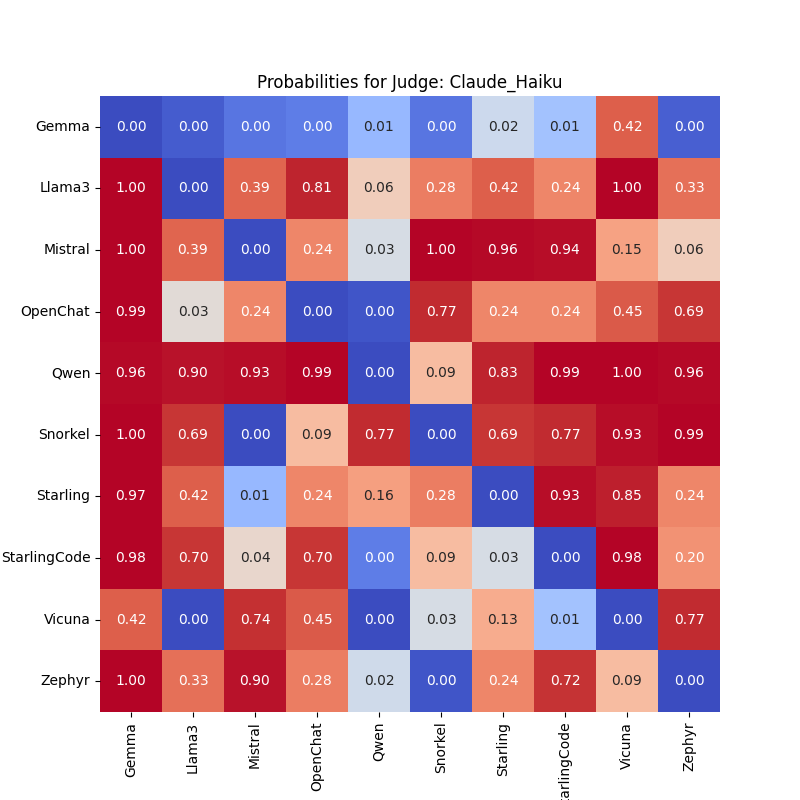 Probabilities for Judge: Claude_Haiku
Gemma 0.00 0.00 0.00 0.00 0.01 0.00 0.02 0.01 0.42 0.00
Llama3 1.00 0.00 0.39 0.81 0.06 0.28 0.42 0.24 1.00 0.33
Mistral 1.00 0.39 0.00 0.24 0.03 1.00 0.96 0.94 0.15 0.06
OpenChat 0.99 0.03 0.24 0.00 0.00 0.77 0.24 0.24 0.45 0.69
Qwen 0.96 0.90 0.93 0.99 0.00 0.09 0.83 0.99 1.00 0.96
Snorkel 1.00 0.69 0.00 0.09 0.77 0.00 0.69 0.77 0.93 0.99
Starling 0.97 0.42 0.01 0.24 0.16 0.28 0.00 0.93 0.85 0.24
StarlingCode 0.98 0.70 0.04 0.70 0.00 0.09 0.03 0.00 0.98 0.20
Vicuna 0.42 0.00 0.74 0.45 0.00 0.03 0.13 0.01 0.00 0.77
Zephyr 1.00 0.33 0.90 0.28 0.02 0.00 0.24 0.72 0.09 0.00
Gemma Llama3 Mistral OpenChat Qwen Snorkel Starling arlingCode Vicuna Zephyr